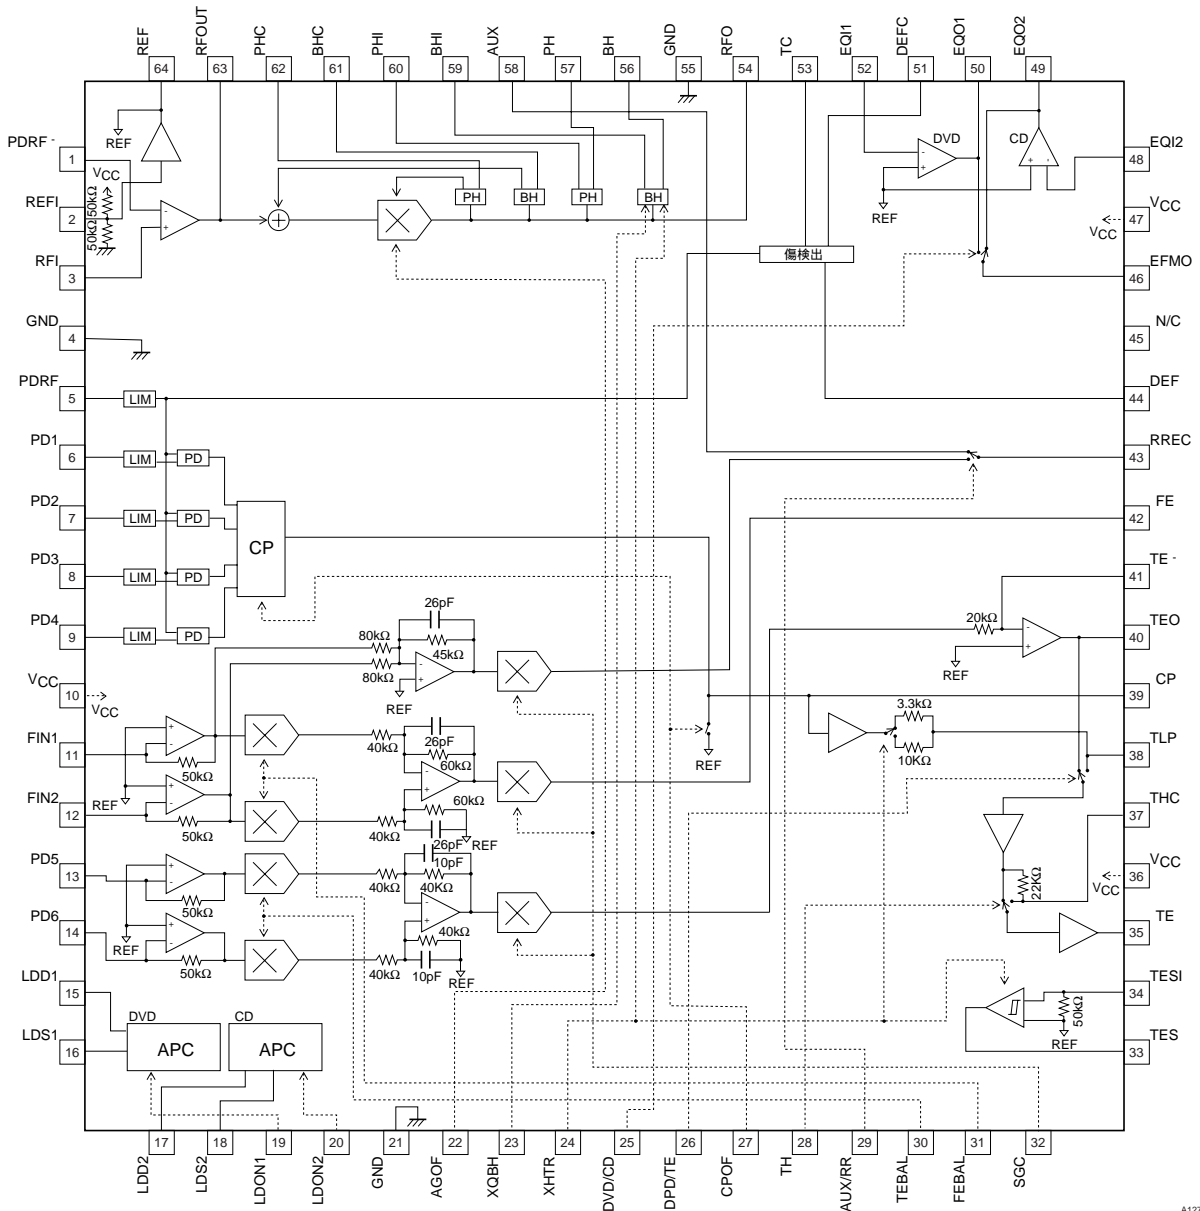 REF
RFOUT
PHC
BHC
PHI
BHI
AUX
PH
BH
GND
RFO
TC
EQI1
DEFC
EQO1
EQO2
64
63
62
61
60
59
58
57
56
55
54
53
52
51
50
49
PDRF -
1
REFI
2
RFI
3
GND
4
PDRF
5
PD1
6
PD2
7
PD3
8
PD4
9
VCC
10
FIN1
11
FIN2
12
PD5
13
PD6
14
LDD1
15
LDS1
16
REF
VCC
50kΩ
50kΩ
-
+
+
PH
BH
PH
BH
傷検出
DVD
-
+
REF
CD
+ -
EQI2
48
VCC
47
VCC
EFMO
46
N/C
45
DEF
44
RREC
43
FE
42
TE -
41
TEO
40
CP
39
TLP
38
THC
37
VCC
36
VCC
TE
35
TESI
34
TES
33
LIM
LIM
PD
LIM
PD
LIM
PD
LIM
PD
CP
VCC
26pF
80kΩ
45kΩ
80kΩ
-
+
REF
20kΩ
-
+
REF
3.3kΩ
10KΩ
REF
+
-
50kΩ
+
-
REF
50kΩ
40kΩ
26pF
60kΩ
-
+
60kΩ
40kΩ
26pF
REF
+
-
50kΩ
+
-
REF
50kΩ
10pF
40kΩ
40KΩ
-
+
40kΩ
40kΩ
10pF
REF
22KΩ
50kΩ
REF
DVD
APC
CD
APC
17
18
19
20
21
22
23
24
25
26
27
28
29
30
31
32
LDD2
LDS2
LDON1
LDON2
GND
AGOF
XQBH
XHTR
DVD/CD
DPD/TE
CPOF
TH
AUX/RR
TEBAL
FEBAL
SGC